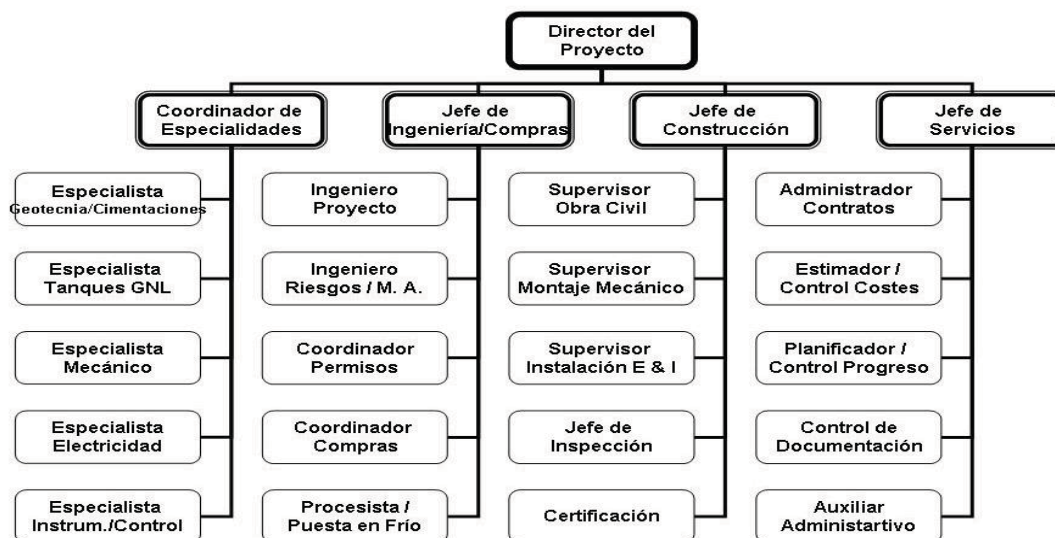 Director del
Proyecto
Coordinador de
Especialidades
Jefe de
Ingeniería/Compras
Jefe de
Construcción
Jefe de
Servicios
Especialista
Geotecnia/Cimentaciones
Ingeniero
Proyecto
Supervisor
Obra Civil
Administrador
Contratos
Especialista
Tanques GNL
Ingeniero
Riesgos / M. A.
Supervisor
Montaje Mecánico
Estimador /
Control Costes
Especialista
Mecánico
Coordinador
Permisos
Supervisor
Instalación E & I
Planificador /
Control Progreso
Especialista
Electricidad
Coordinador
Compras
Jefe de
Inspección
Control de
Documentación
Especialista
Instrum./Control
Procesista /
Puesta en Frío
Certificación
Auxiliar
Administartivo